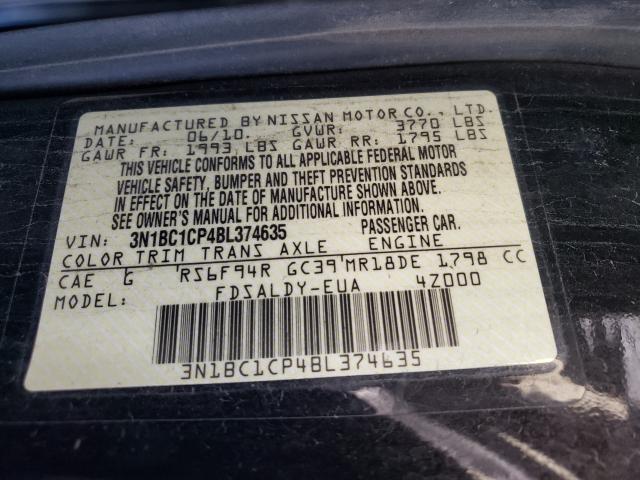 MANUFACTURED BY NISSAN MOTOR CO., LTD.
06/10. GVWR: 3770 LBS
GAWR FR: 1993 LBS GAWR RR: 1795 LBS
THIS VEHICLE CONFORMS TO ALL APPLICABLE FEDERAL MOTOR
VEHICLE SAFETY, BUMPER AND THEFT PREVENTION STANDARDS
IN EFFECT ON THE DATE OF MANUFACTURE SHOWN ABOVE.
SEE OWNER'S MANUAL FOR ADDITIONAL INFORMATION
VIN: 3N1BC1CP4BL374635 PASSENGER CAR.
COLOR TRIM TRANS AXLE ENGINE
CAE G RS6F94R GC39 MR18DE 1798 CC
MODEL: FDSALDY-EUA 4Z000
3N1BC1CP4BL374635